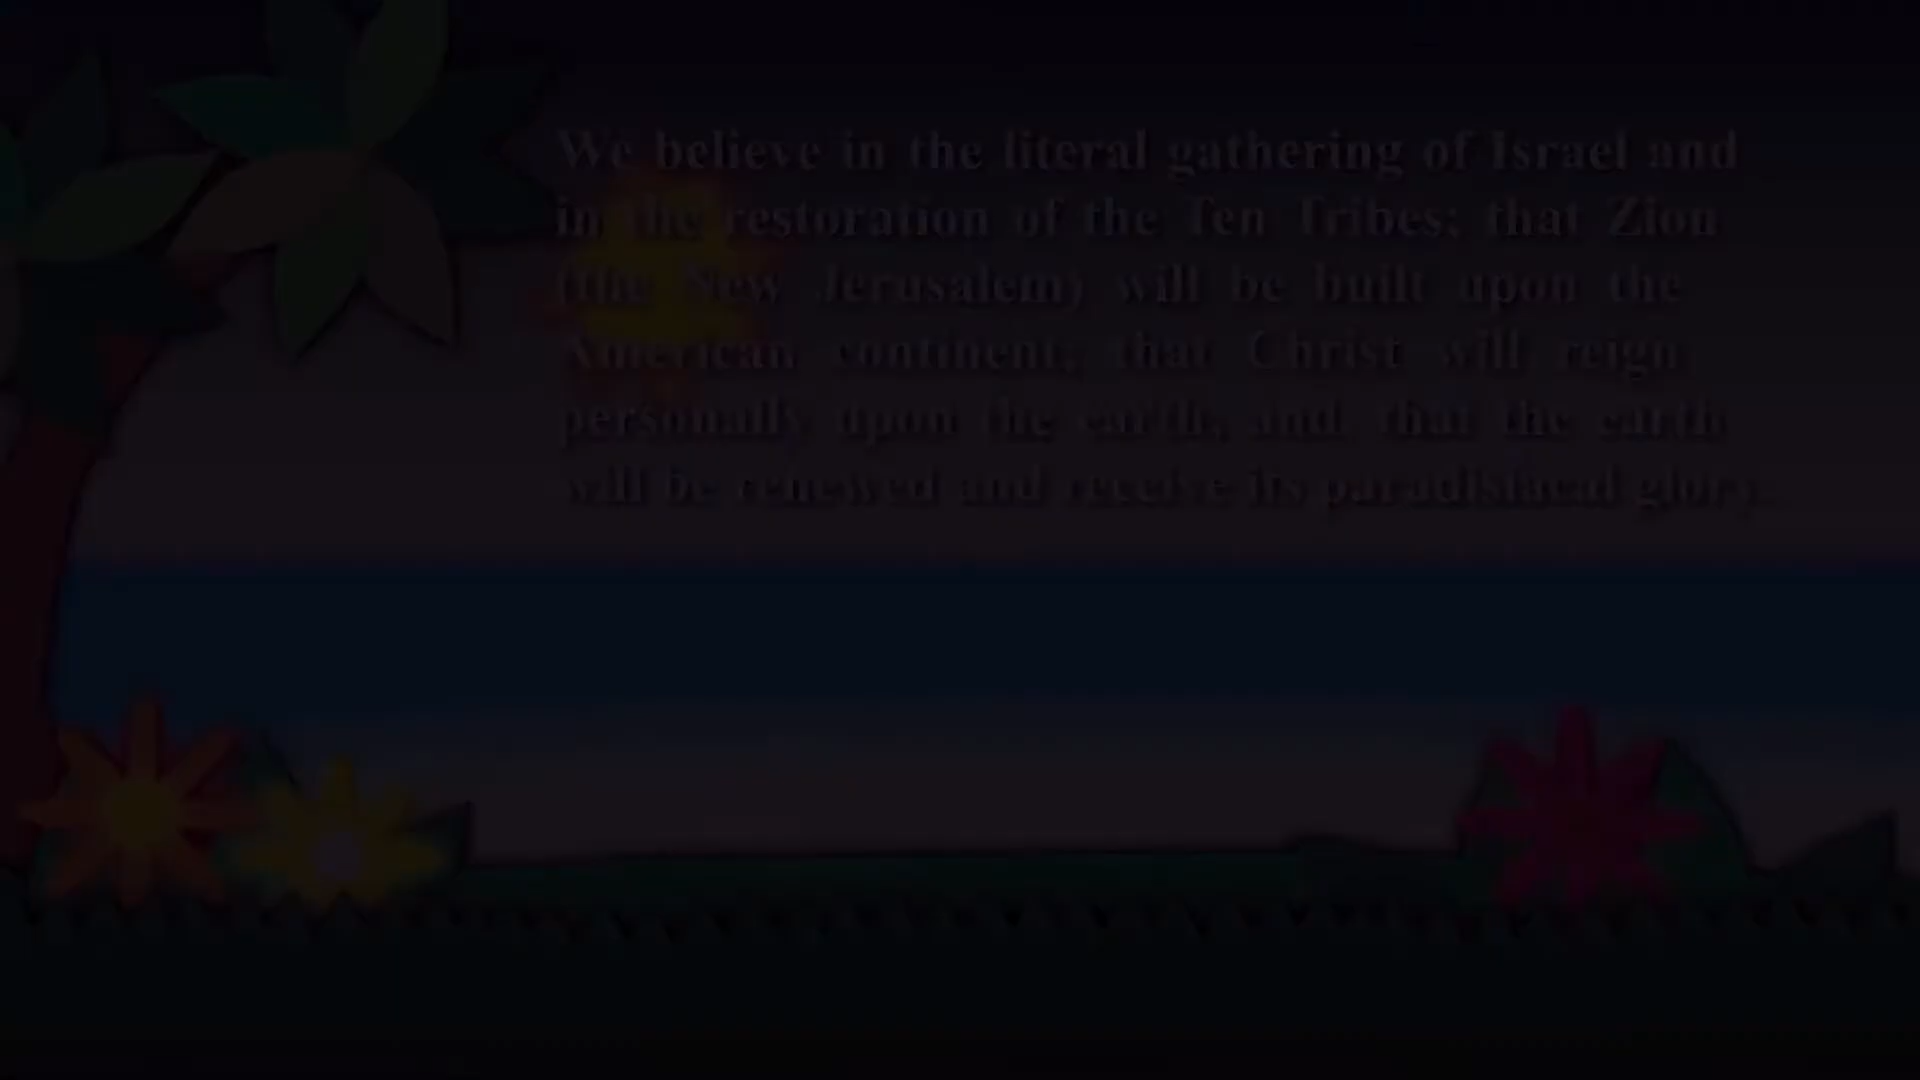 We believe in the literal gathering of Israel and
in the restoration of the Ten Tribes; that Zion
(the New Jerusalem) will be built upon the
American continent; that Christ will reign
personally upon the earth; and, that the earth
will be renewed and receive its paradisiacal glory.